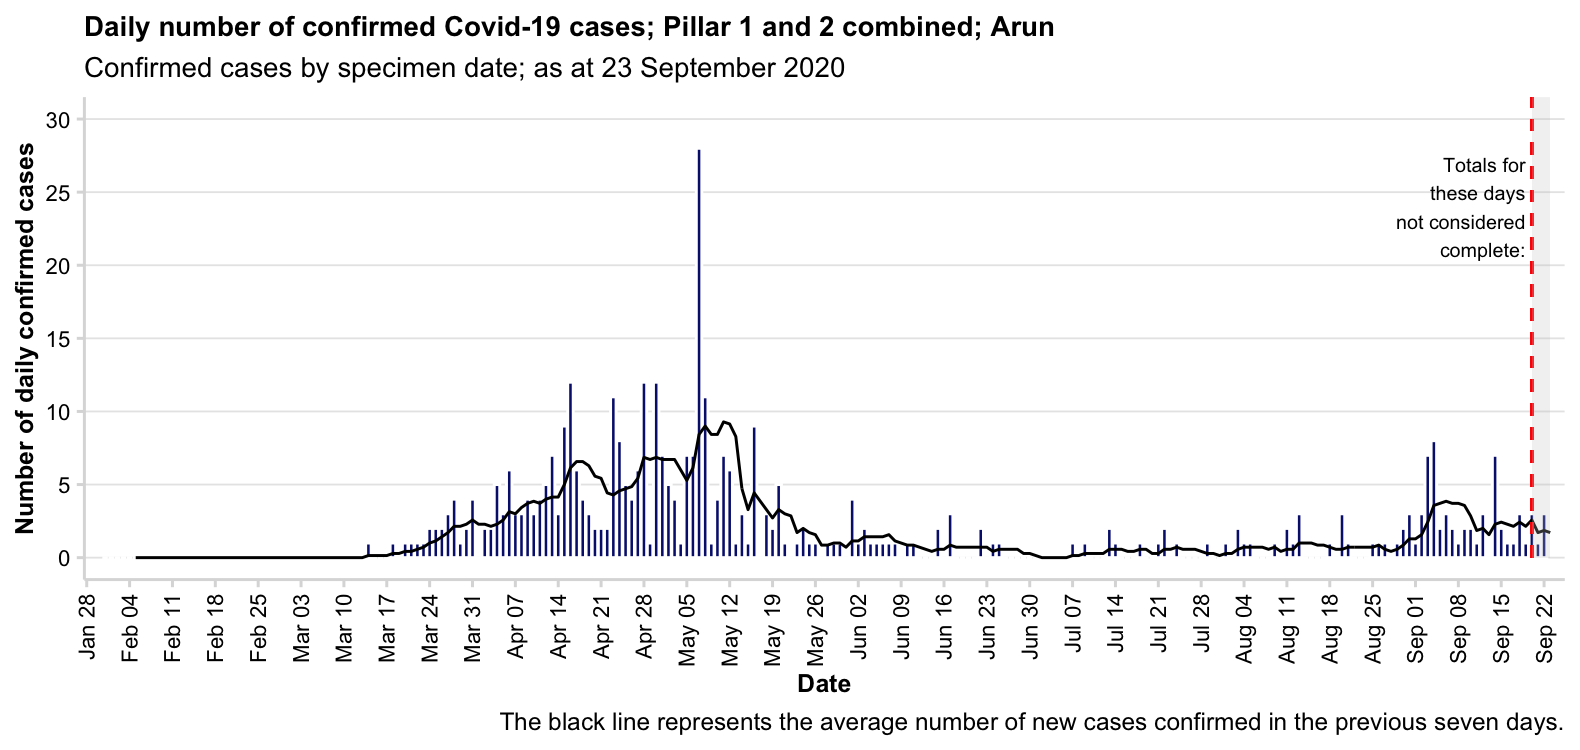 Daily number of confirmed Covid-19 cases; Pillar 1 and 2 combined; Arun
Confirmed cases by specimen date; as at 23 September 2020
Number of daily confirmed cases
30
25
20
15
10
5
0
Totals for
these days
not considered
complete:
Jan 28
Feb 04
Feb 11
Feb 18
Feb 25
Mar 03
Mar 10
Mar 17
Mar 24
Mar 31
Apr 07
Apr 14
Apr 21
Apr 28
May 05
May 12
May 19
May 26
Jun 02
Jun 09
Jun 16
Jun 23
Jun 30
Jul 07
Jul 14
Jul 21
Jul 28
Aug 04
Aug 11
Aug 18
Aug 25
Sep 01
Sep 08
Sep 15
Sep 22
Date
The black line represents the average number of new cases confirmed in the previous seven days.